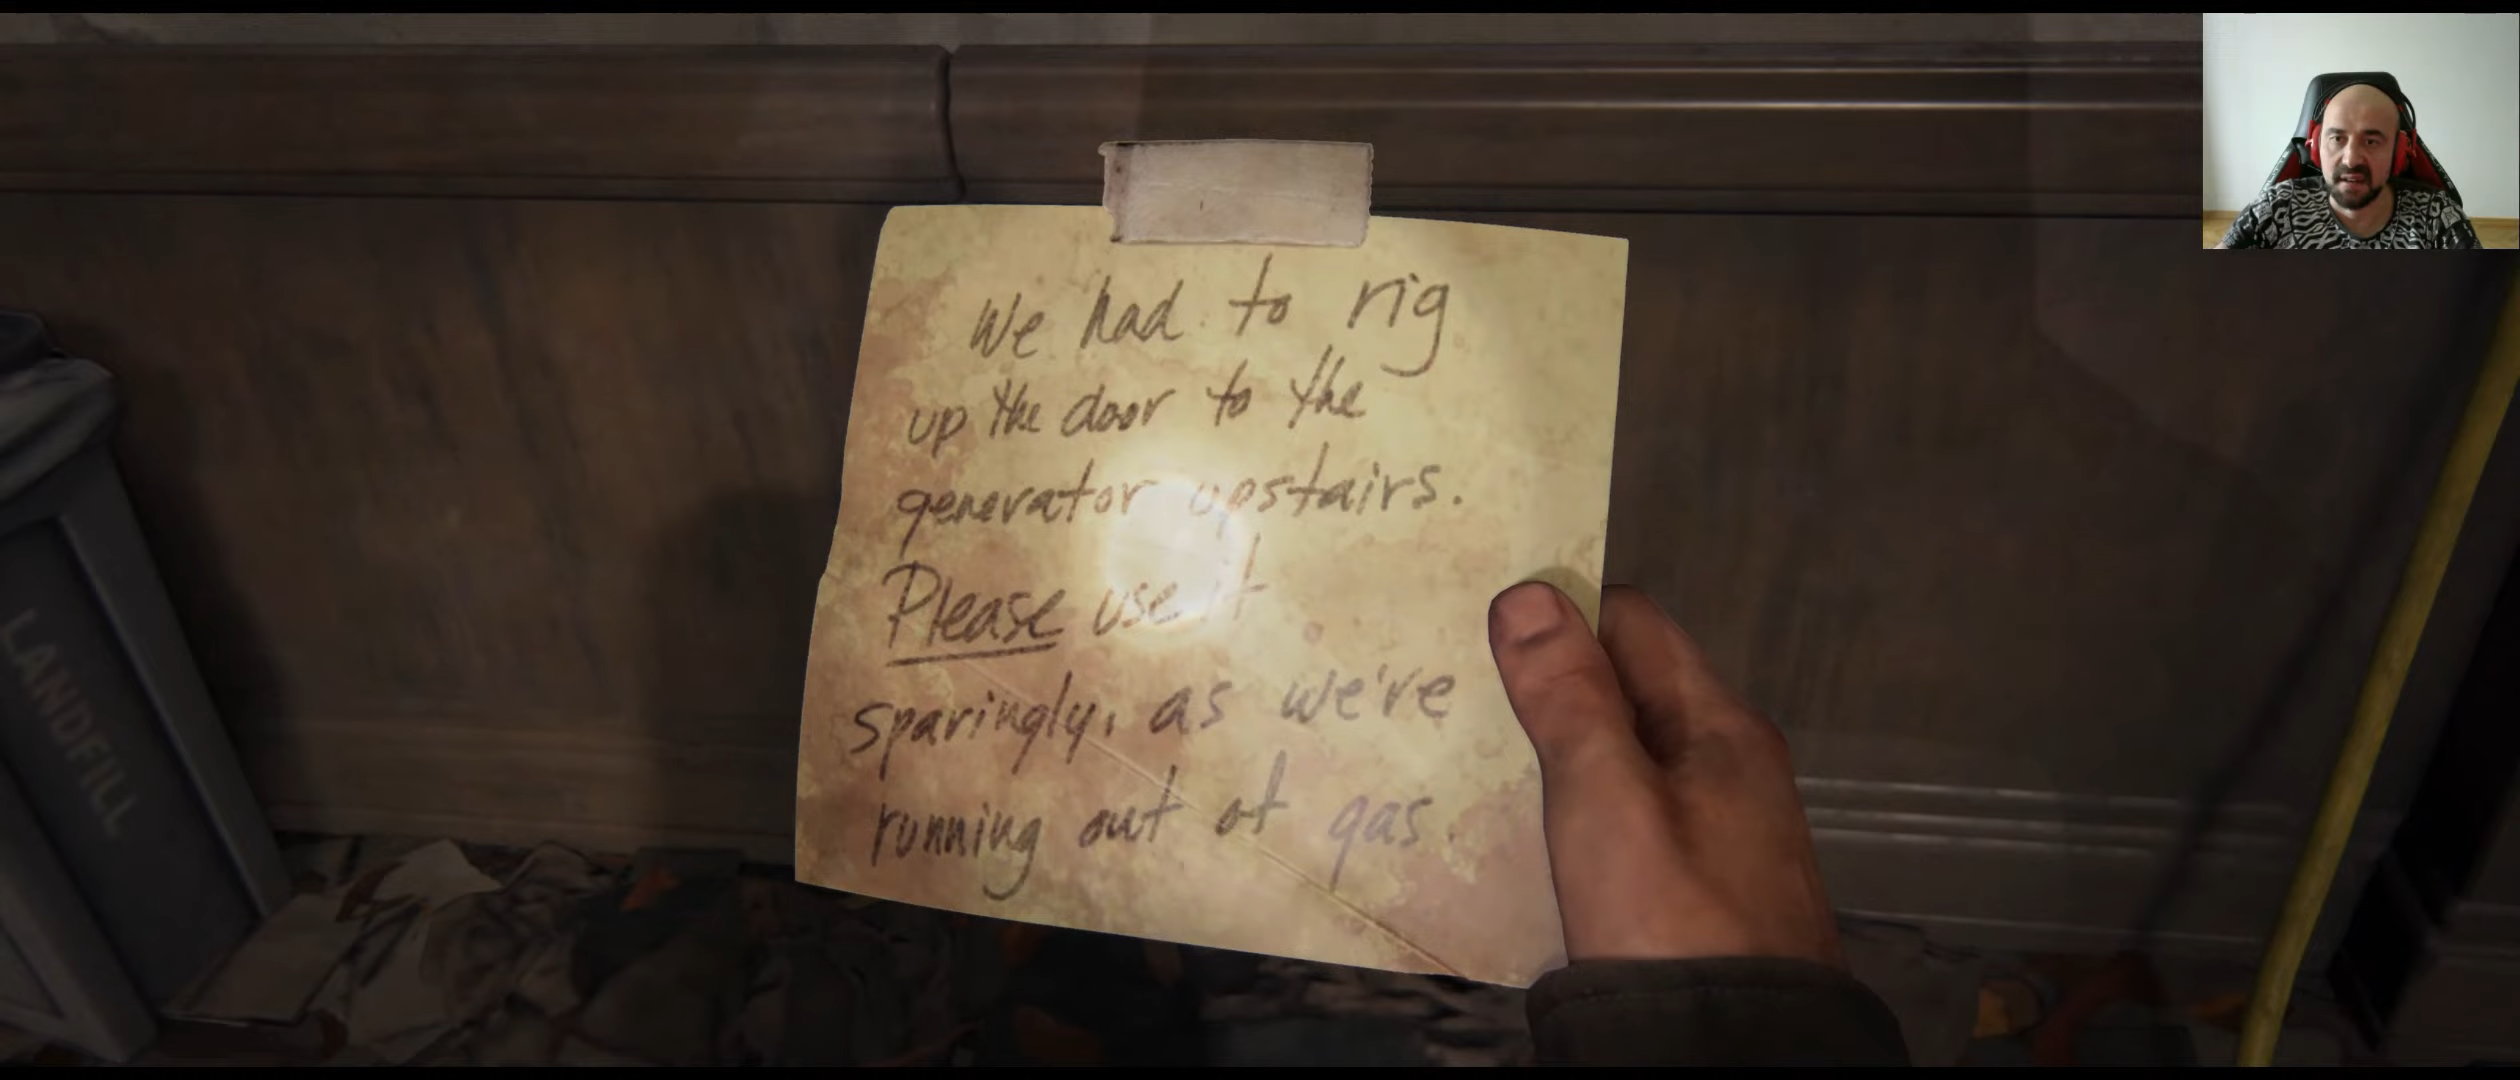 We had to rig
up the door to the
generator upstairs.
Please use it
sparingly, as we're
running out of gas.
LANDFILL